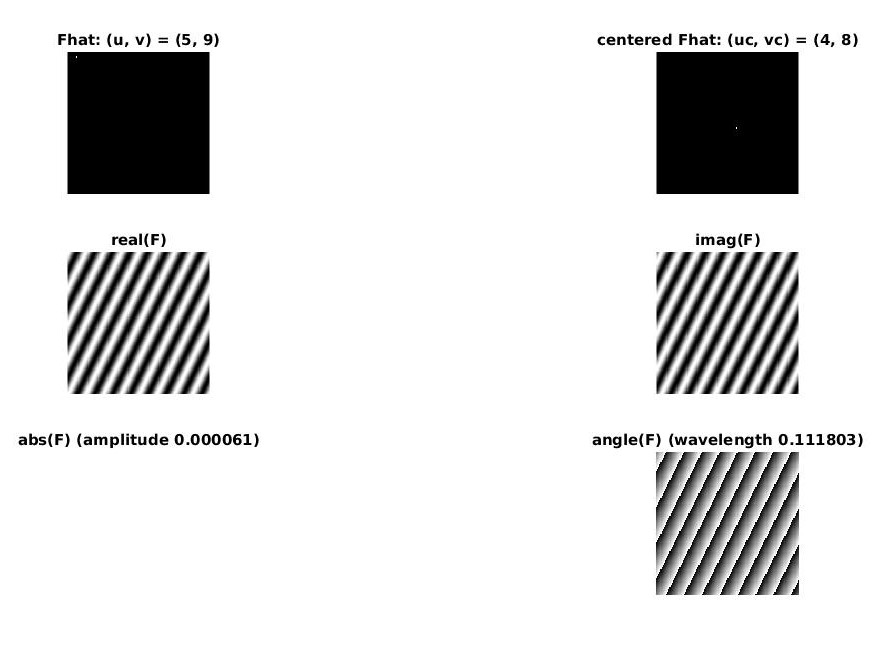 Fhat: (u, v) = (5, 9)
centered Fhat: (uc, vc) = (4, 8)
real(F)
imag(F)
abs(F) (amplitude 0.000061)
angle(F) (wavelength 0.111803)